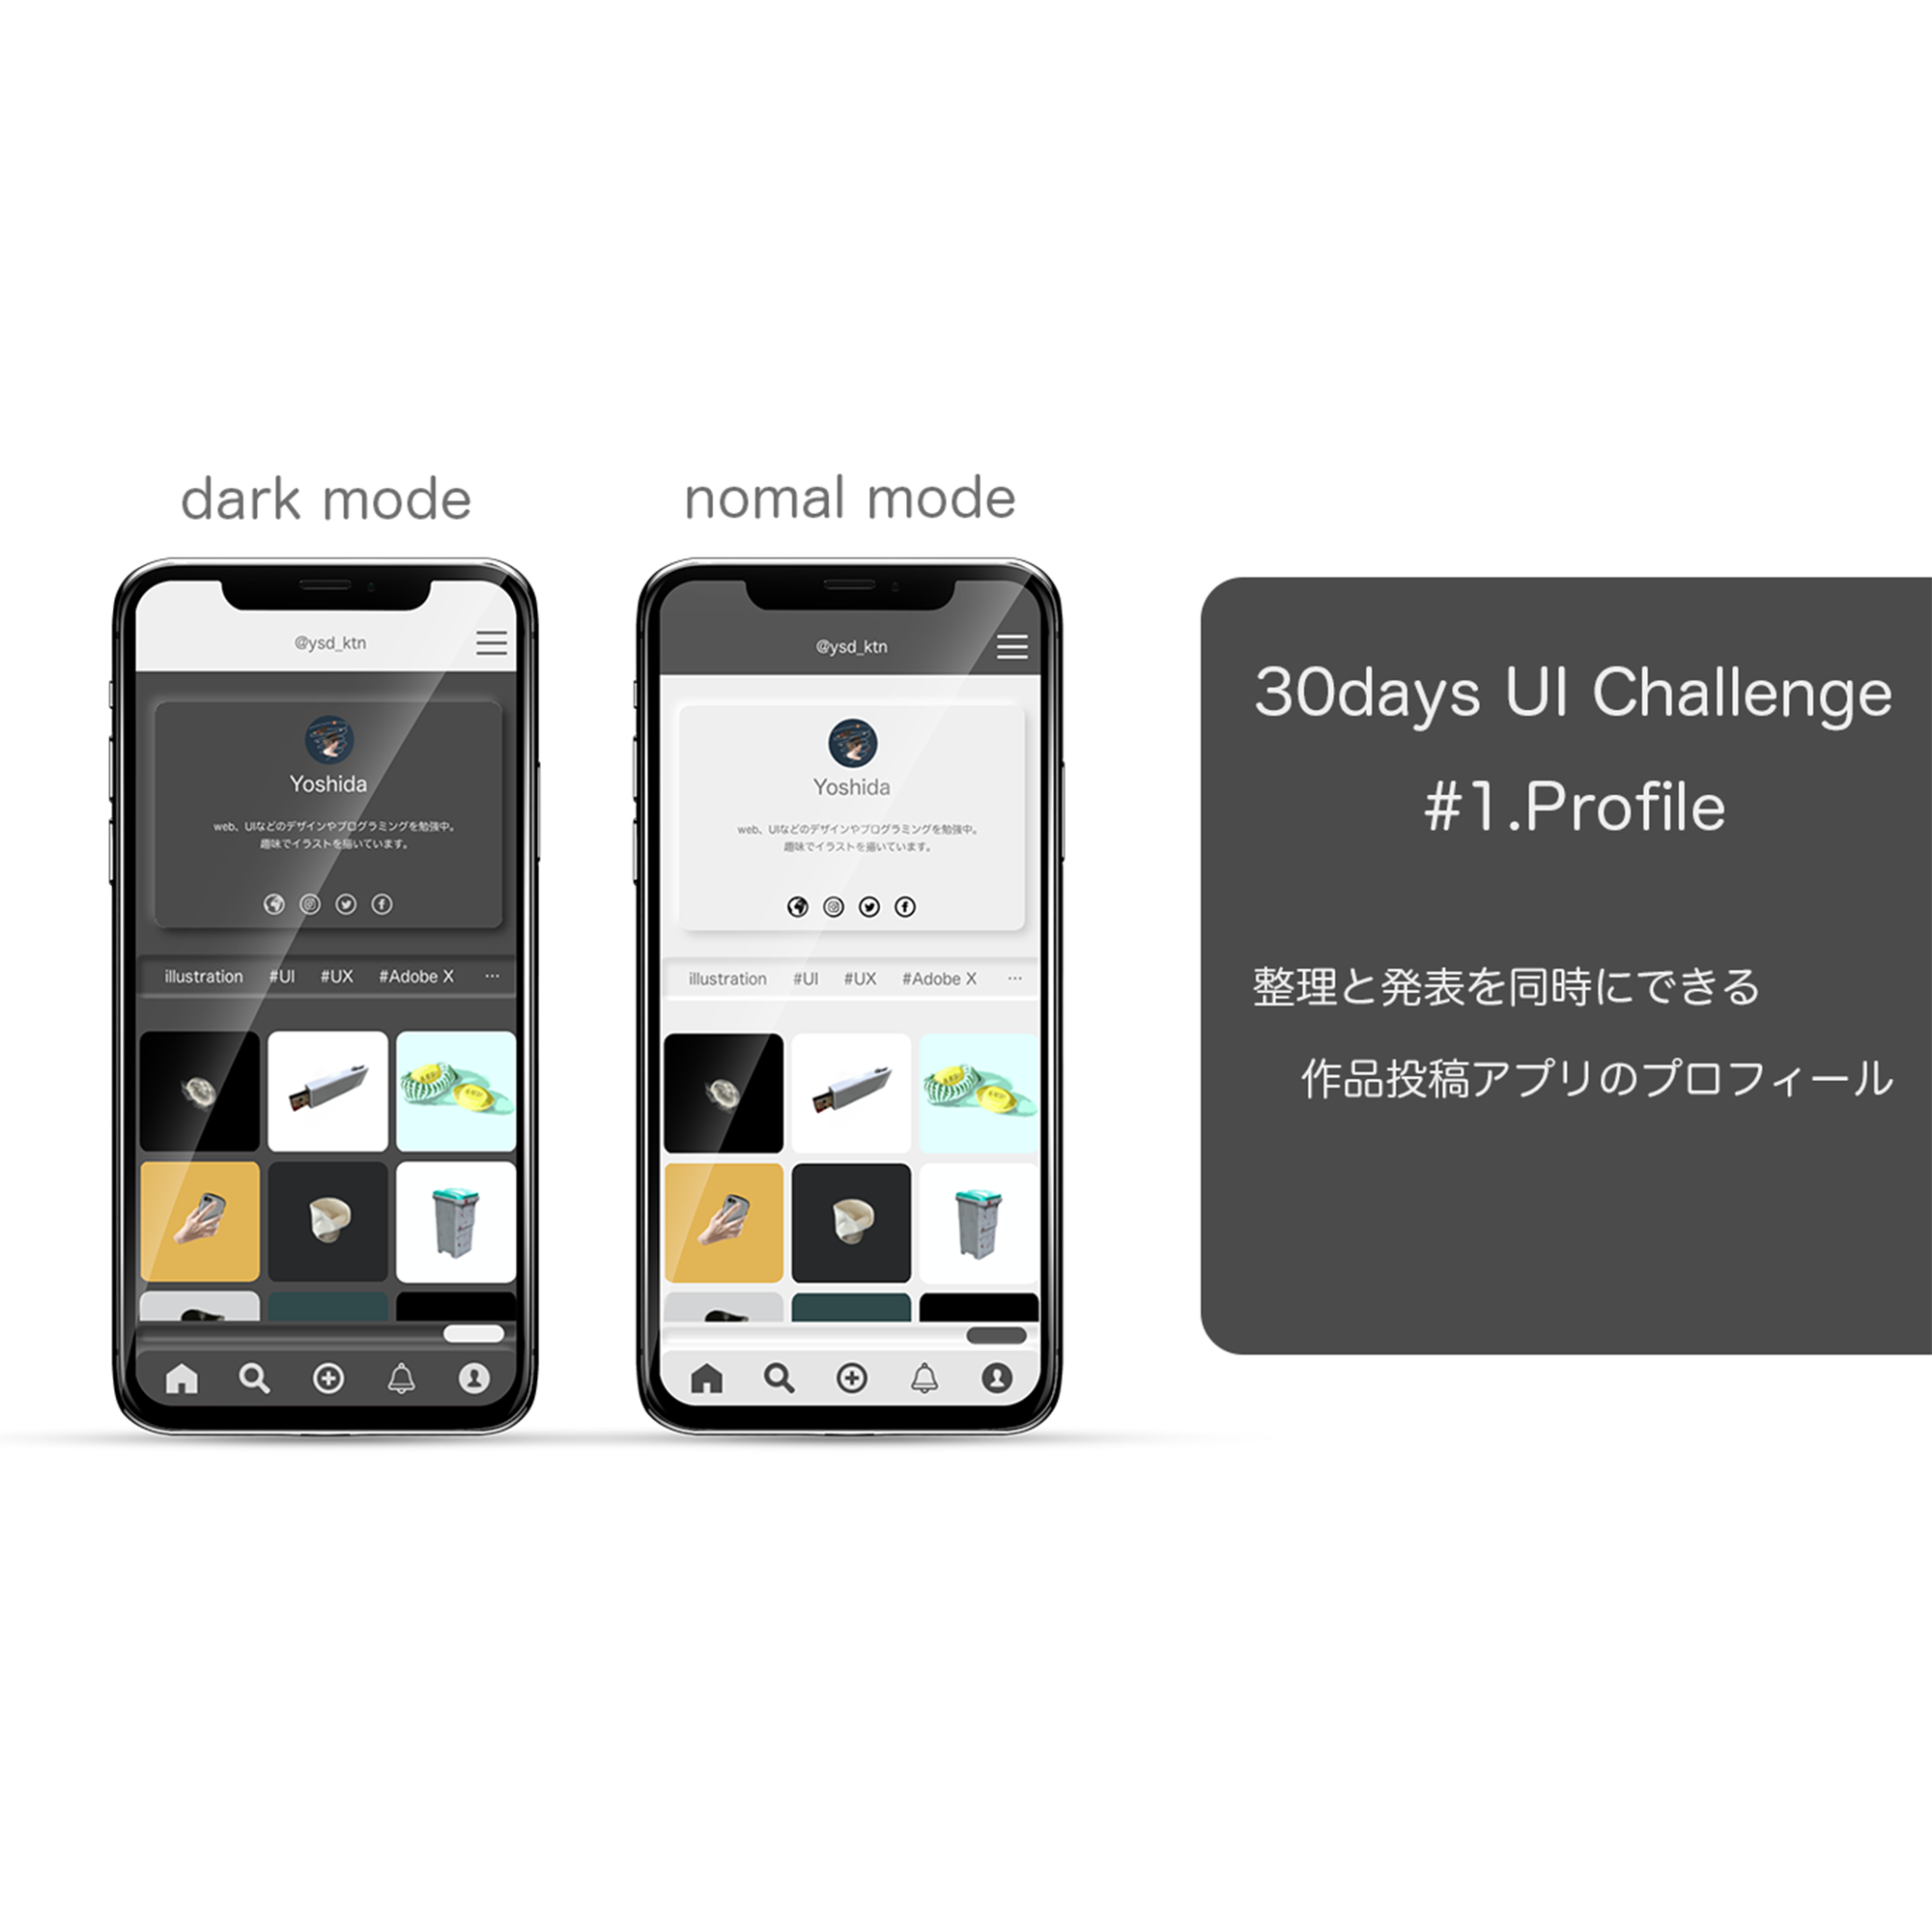 dark mode
@ysd_ktn
Yoshida
web、UIなどのデザインやプログラミングを勉強中。
趣味でイラストを描いています。
illustration #UI #UX #Adobe X ···
nomal mode
@ysd_ktn
Yoshida
web、UIなどのデザインやプログラミングを勉強中。
趣味でイラストを描いています。
illustration #UI #UX #Adobe X ···
30days UI Challenge
#1.Profile
整理と発表を同時にできる
作品投稿アプリのプロフィール